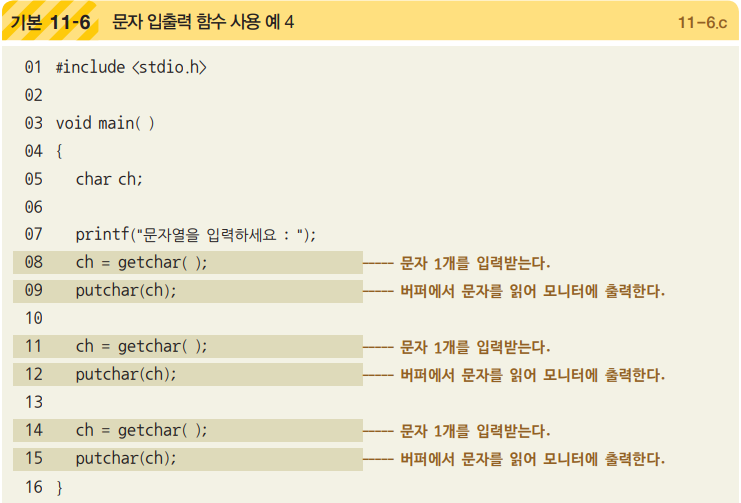 기본 11-6 문자 입출력 함수 사용 예 4 11-6.c
01 #include <stdio.h>
02
03 void main( )
04 {
05 char ch;
06
07 printf("문자열을 입력하세요 : ");
08 ch = getchar( ); 문자 1개를 입력받는다.
09 putchar(ch); 버퍼에서 문자를 읽어 모니터에 출력한다.
10
11 ch = getchar( ); 문자 1개를 입력받는다.
12 putchar(ch); 버퍼에서 문자를 읽어 모니터에 출력한다.
13
14 ch = getchar( ); 문자 1개를 입력받는다.
15 putchar(ch); 버퍼에서 문자를 읽어 모니터에 출력한다.
16 }